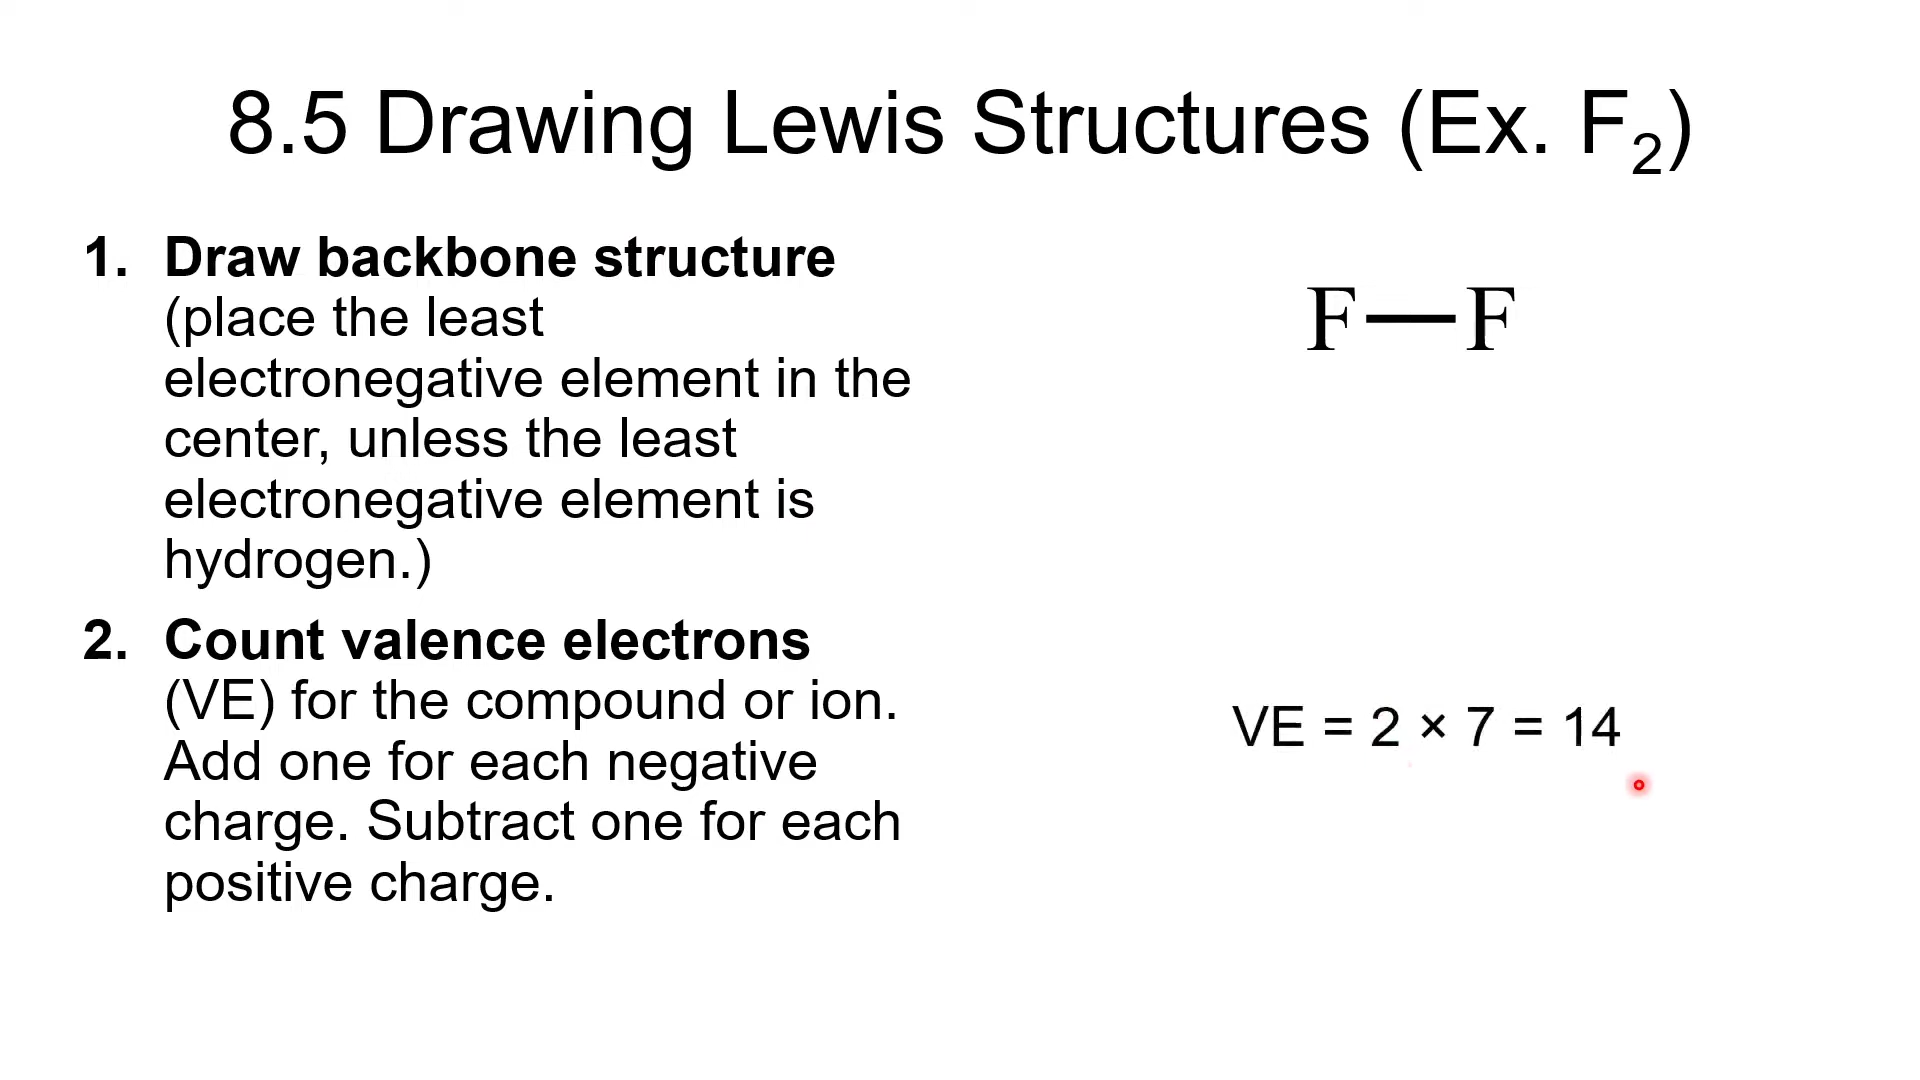 8.5 Drawing Lewis Structures (Ex. F₂)
1. Draw backbone structure
(place the least
electronegative element in the
center, unless the least
electronegative element is
hydrogen.)
F—F
2. Count valence electrons
(VE) for the compound or ion.
Add one for each negative
charge. Subtract one for each
positive charge.
VE = 2 × 7 = 14